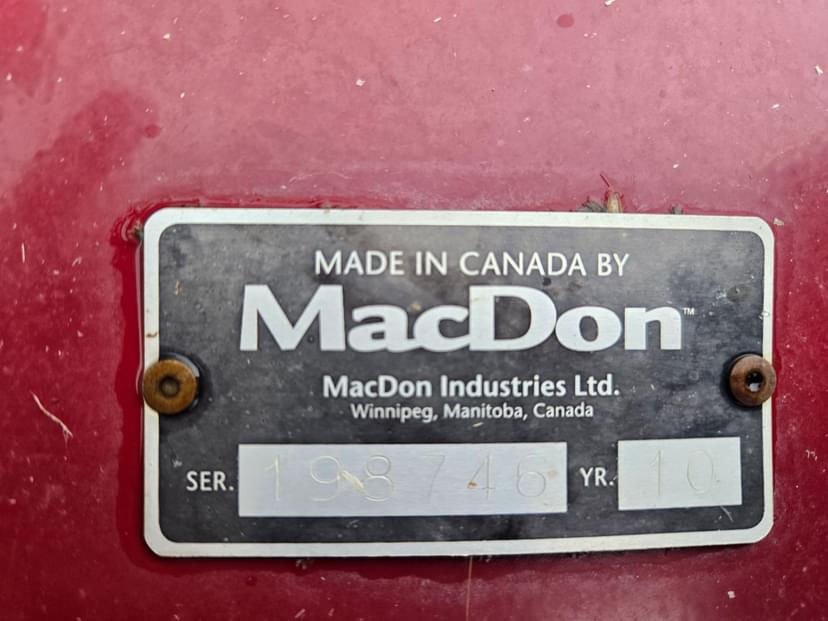 MADE IN CANADA BY
MacDon™
MacDon Industries Ltd.
Winnipeg, Manitoba, Canada
SER. 198746 YR. 10